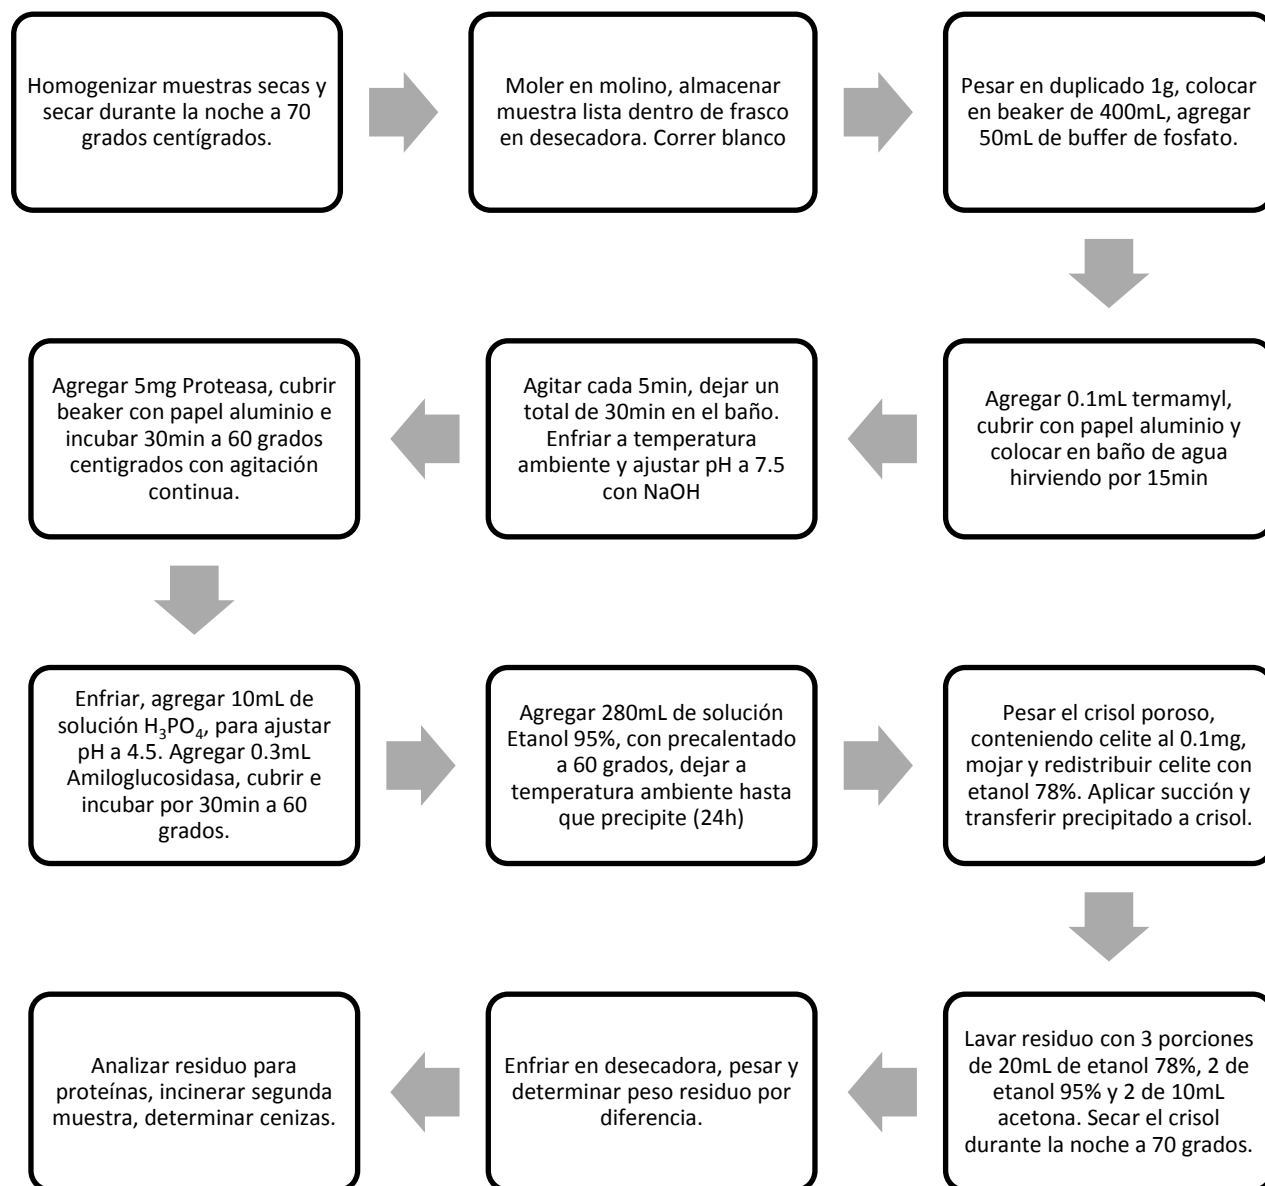 Homogenizar muestras secas y
secar durante la noche a 70
grados centígrados.
Moler en molino, almacenar
muestra lista dentro de frasco
en desecadora. Correr blanco
Pesar en duplicado 1g, colocar
en beaker de 400mL, agregar
50mL de buffer de fosfato.
Agregar 0.1mL termamyl,
cubrir con papel aluminio y
colocar en baño de agua
hirviendo por 15min
Agitar cada 5min, dejar un
total de 30min en el baño.
Enfriar a temperatura
ambiente y ajustar pH a 7.5
con NaOH
Agregar 5mg Proteasa, cubrir
beaker con papel aluminio e
incubar 30min a 60 grados
centigrados con agitación
continua.
Enfriar, agregar 10mL de
solución H₃PO₄, para ajustar
pH a 4.5. Agregar 0.3mL
Amiloglucosidasa, cubrir e
incubar por 30min a 60
grados.
Agregar 280mL de solución
Etanol 95%, con precalentado
a 60 grados, dejar a
temperatura ambiente hasta
que precipite (24h)
Pesar el crisol poroso,
conteniendo celite al 0.1mg,
mojar y redistribuir celite con
etanol 78%. Aplicar succión y
transferir precipitado a crisol.
Lavar residuo con 3 porciones
de 20mL de etanol 78%, 2 de
etanol 95% y 2 de 10mL
acetona. Secar el crisol
durante la noche a 70 grados.
Enfriar en desecadora, pesar y
determinar peso residuo por
diferencia.
Analizar residuo para
proteínas, incinerar segunda
muestra, determinar cenizas.